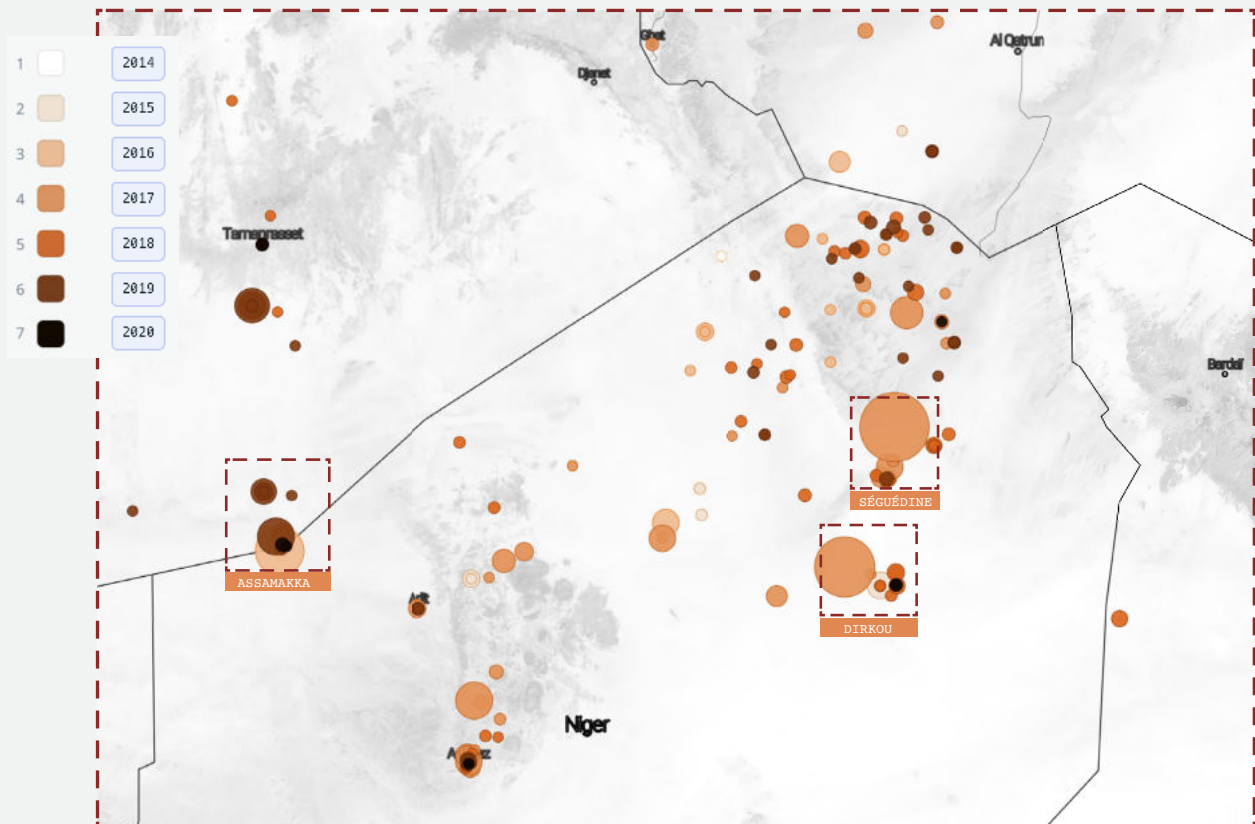 1 2014
2 2015
3 2016
4 2017
5 2018
6 2019
7 2020
Ghat
Djanet
Al Qatrun
Tamanrasset
Bardaï
SÉGUÉDINE
ASSAMAKKA
Arlit
DIRKOU
Niger